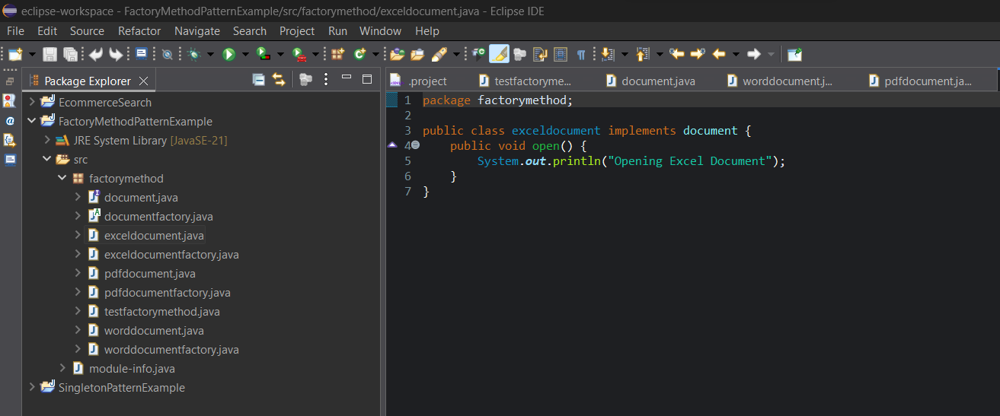 eclipse-workspace - FactoryMethodPatternExample/src/factorymethod/exceldocument.java - Eclipse IDE
File Edit Source Refactor Navigate Search Project Run Window Help
Package Explorer
EcommerceSearch
FactoryMethodPatternExample
JRE System Library [JavaSE-21]
src
factorymethod
document.java
documentfactory.java
exceldocument.java
exceldocumentfactory.java
pdfdocument.java
pdfdocumentfactory.java
testfactorymethod.java
worddocument.java
worddocumentfactory.java
module-info.java
SingletonPatternExample
.project testfactoryme... document.java worddocument.j... pdfdocument.ja...
1 package factorymethod;
2
3 public class exceldocument implements document {
4 public void open() {
5 System.out.println("Opening Excel Document");
6 }
7 }